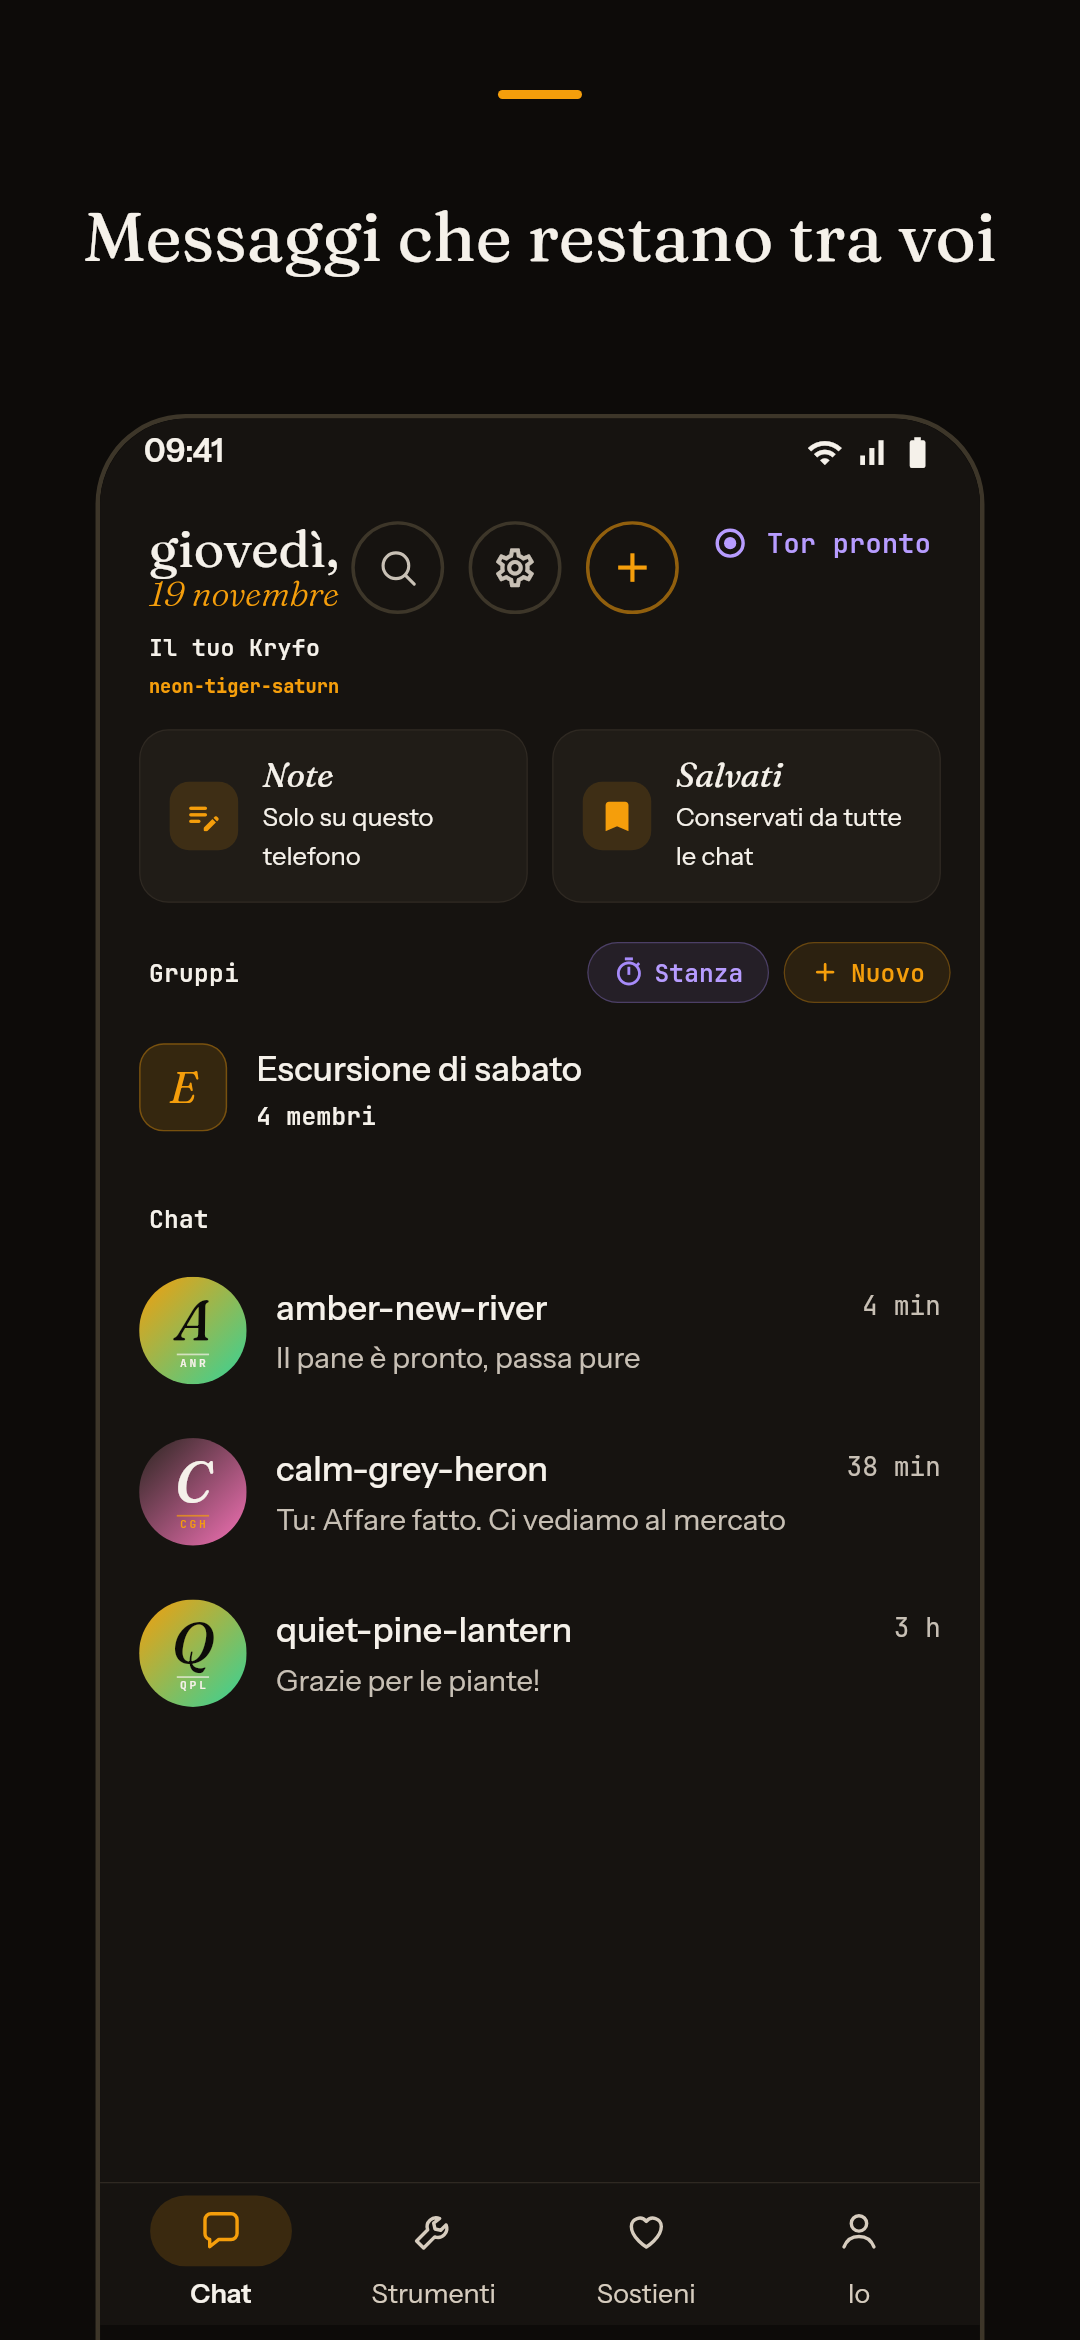 Messaggi che restano tra voi
09:41
giovedì,
19 novembre
Tor pronto
Il tuo Kryfo
neon-tiger-saturn
Note
Solo su questo
telefono
Salvati
Conservati da tutte
le chat
Gruppi
Stanza
Nuovo
E
Escursione di sabato
4 membri
Chat
A
ANR
amber-new-river
4 min
Il pane è pronto, passa pure
C
CGH
calm-grey-heron
38 min
Tu: Affare fatto. Ci vediamo al mercato
Q
QPL
quiet-pine-lantern
3 h
Grazie per le piante!
Chat
Strumenti
Sostieni
Io